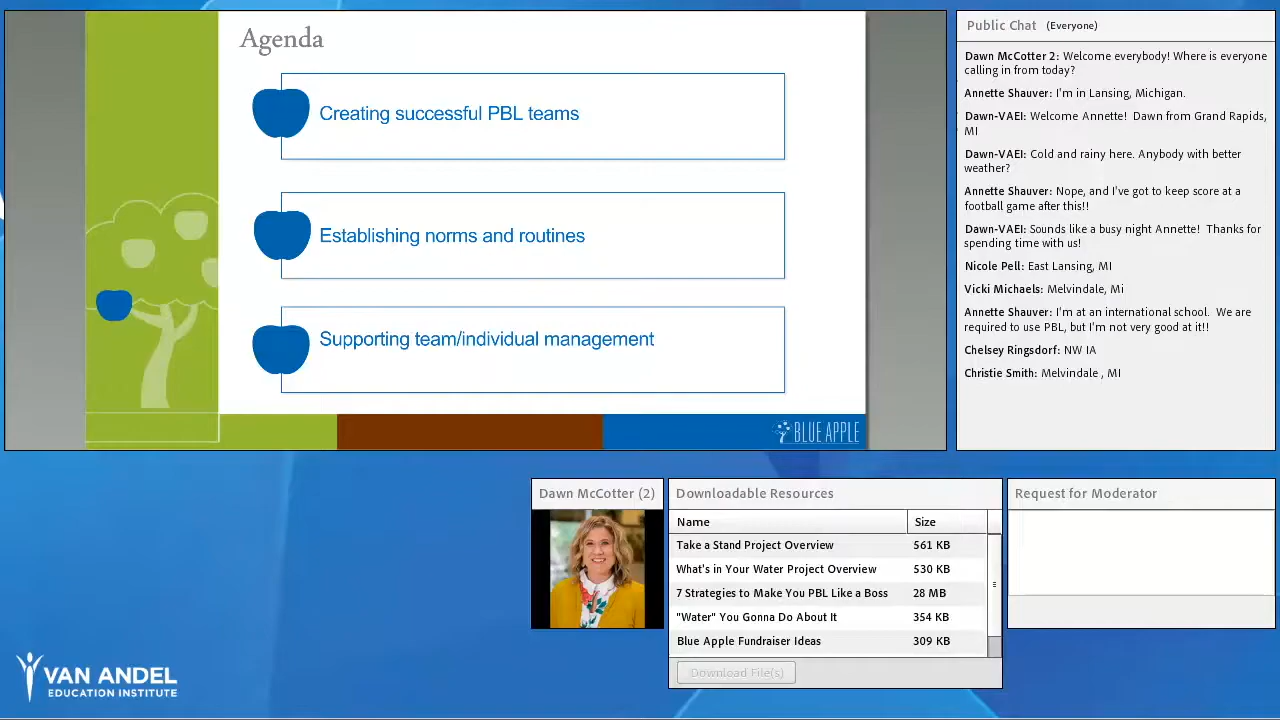 Agenda
Creating successful PBL teams
Establishing norms and routines
Supporting team/individual management
BLUE APPLE
Public Chat (Everyone)
Dawn McCotter 2: Welcome everybody! Where is everyone
calling in from today?
Annette Shauver: I'm in Lansing, Michigan.
Dawn-VAEI: Welcome Annette! Dawn from Grand Rapids,
MI
Dawn-VAEI: Cold and rainy here. Anybody with better
weather?
Annette Shauver: Nope, and I've got to keep score at a
football game after this!!
Dawn-VAEI: Sounds like a busy night Annette! Thanks for
spending time with us!
Nicole Pell: East Lansing, MI
Vicki Michaels: Melvindale, Mi
Annette Shauver: I'm at an international school. We are
required to use PBL, but I'm not very good at it!!
Chelsey Ringsdorf: NW IA
Christie Smith: Melvindale , MI
Dawn McCotter (2)
Downloadable Resources
Name Size
Take a Stand Project Overview 561 KB
What's in Your Water Project Overview 530 KB
7 Strategies to Make You PBL Like a Boss 28 MB
"Water" You Gonna Do About It 354 KB
Blue Apple Fundraiser Ideas 309 KB
Download File(s)
Request for Moderator
VAN ANDEL
EDUCATION INSTITUTE